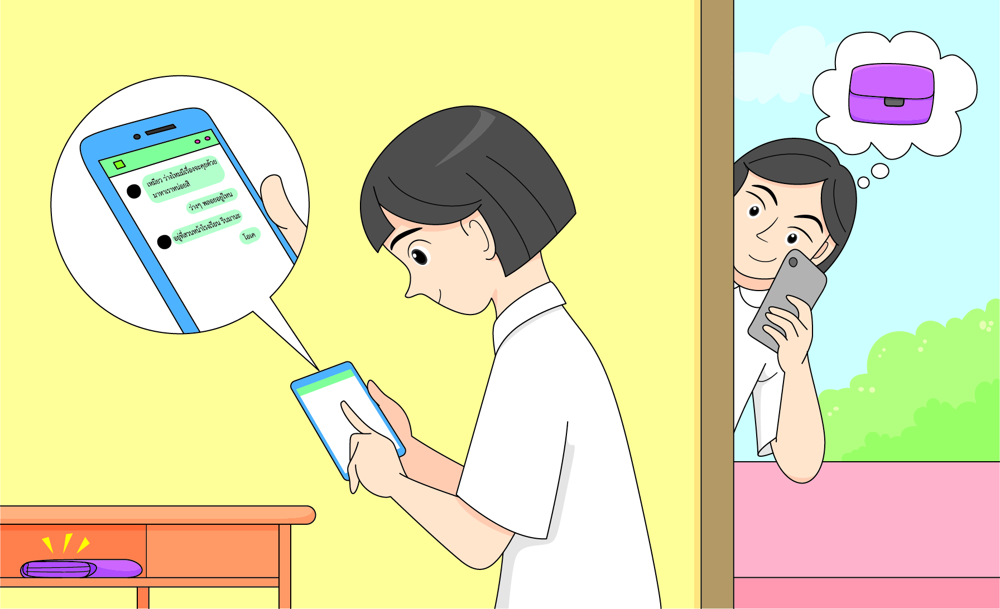 เหมียว ว่างไหมมีเรื่องจะคุยด้วย
มาหาเราหน่อยสิ
ว่างๆ พลอยอยู่ไหน
อยู่ที่สวนหน้าโรงเรียน รีบมานะ
โอเค